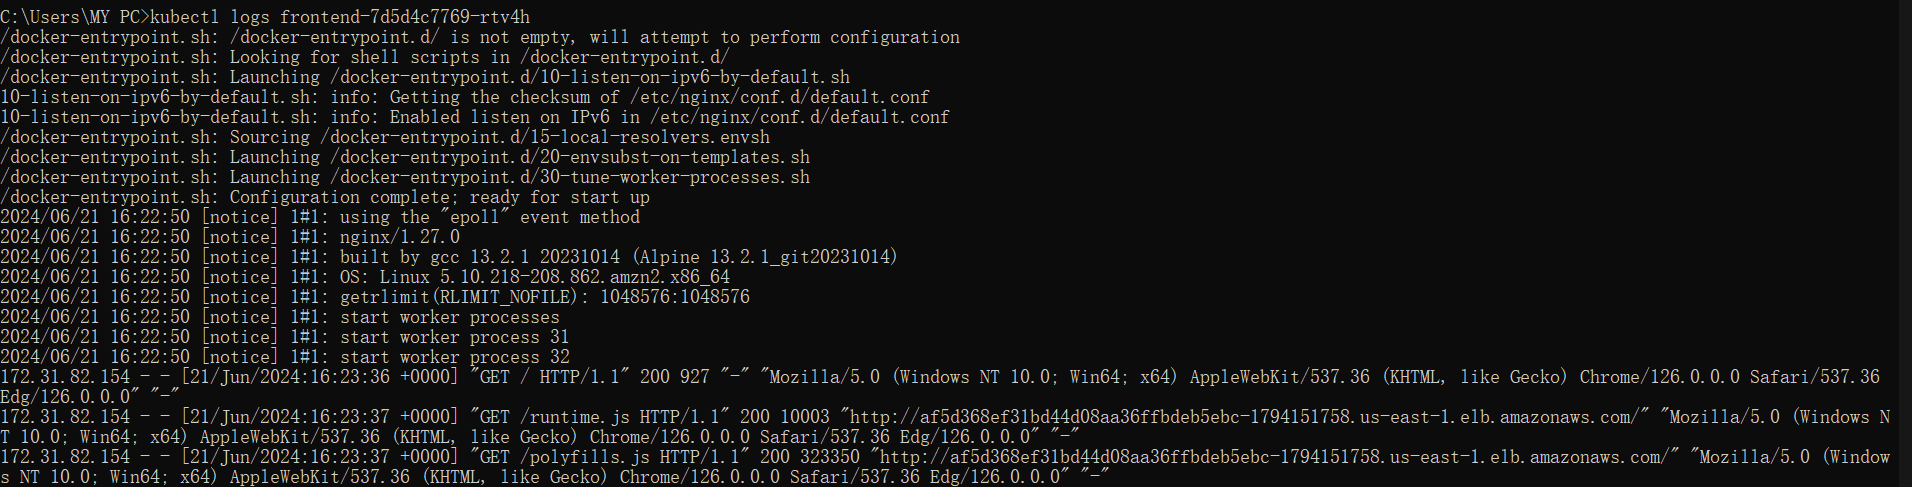 C:\Users\MY PC>kubectl logs frontend-7d5d4c7769-rtv4h
/docker-entrypoint.sh: /docker-entrypoint.d/ is not empty, will attempt to perform configuration
/docker-entrypoint.sh: Looking for shell scripts in /docker-entrypoint.d/
/docker-entrypoint.sh: Launching /docker-entrypoint.d/10-listen-on-ipv6-by-default.sh
10-listen-on-ipv6-by-default.sh: info: Getting the checksum of /etc/nginx/conf.d/default.conf
10-listen-on-ipv6-by-default.sh: info: Enabled listen on IPv6 in /etc/nginx/conf.d/default.conf
/docker-entrypoint.sh: Sourcing /docker-entrypoint.d/15-local-resolvers.envsh
/docker-entrypoint.sh: Launching /docker-entrypoint.d/20-envsubst-on-templates.sh
/docker-entrypoint.sh: Launching /docker-entrypoint.d/30-tune-worker-processes.sh
/docker-entrypoint.sh: Configuration complete; ready for start up
2024/06/21 16:22:50 [notice] 1#1: using the "epoll" event method
2024/06/21 16:22:50 [notice] 1#1: nginx/1.27.0
2024/06/21 16:22:50 [notice] 1#1: built by gcc 13.2.1 20231014 (Alpine 13.2.1_git20231014)
2024/06/21 16:22:50 [notice] 1#1: OS: Linux 5.10.218-208.862.amzn2.x86_64
2024/06/21 16:22:50 [notice] 1#1: getrlimit(RLIMIT_NOFILE): 1048576:1048576
2024/06/21 16:22:50 [notice] 1#1: start worker processes
2024/06/21 16:22:50 [notice] 1#1: start worker process 31
2024/06/21 16:22:50 [notice] 1#1: start worker process 32
172.31.82.154 - - [21/Jun/2024:16:23:36 +0000] "GET / HTTP/1.1" 200 927 "-" "Mozilla/5.0 (Windows NT 10.0; Win64; x64) AppleWebKit/537.36 (KHTML, like Gecko) Chrome/126.0.0.0 Safari/537.36
Edg/126.0.0.0" "-"
172.31.82.154 - - [21/Jun/2024:16:23:37 +0000] "GET /runtime.js HTTP/1.1" 200 10003 "http://af5d368ef31bd44d08aa36ffbdeb5ebc-1794151758.us-east-1.elb.amazonaws.com/" "Mozilla/5.0 (Windows N
T 10.0; Win64; x64) AppleWebKit/537.36 (KHTML, like Gecko) Chrome/126.0.0.0 Safari/537.36 Edg/126.0.0.0" "-"
172.31.82.154 - - [21/Jun/2024:16:23:37 +0000] "GET /polyfills.js HTTP/1.1" 200 323350 "http://af5d368ef31bd44d08aa36ffbdeb5ebc-1794151758.us-east-1.elb.amazonaws.com/" "Mozilla/5.0 (Window
s NT 10.0; Win64; x64) AppleWebKit/537.36 (KHTML, like Gecko) Chrome/126.0.0.0 Safari/537.36 Edg/126.0.0.0" "-"